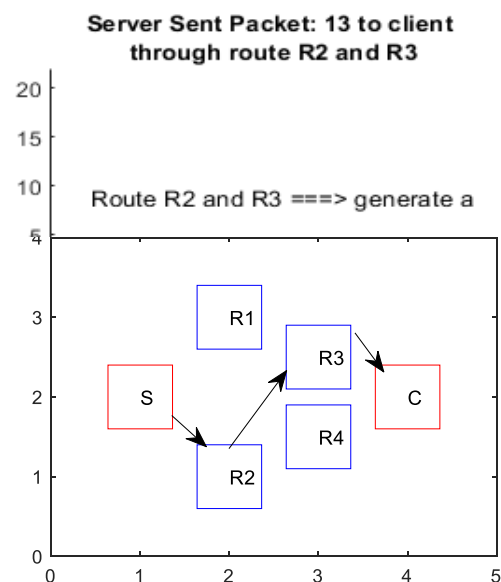 Server Sent Packet: 13 to client
through route R2 and R3
20
15
10
Route R2 and R3 ===> generate a
5
4
3
2
1
0
R1
R3
S
C
R4
R2
0 1 2 3 4 5